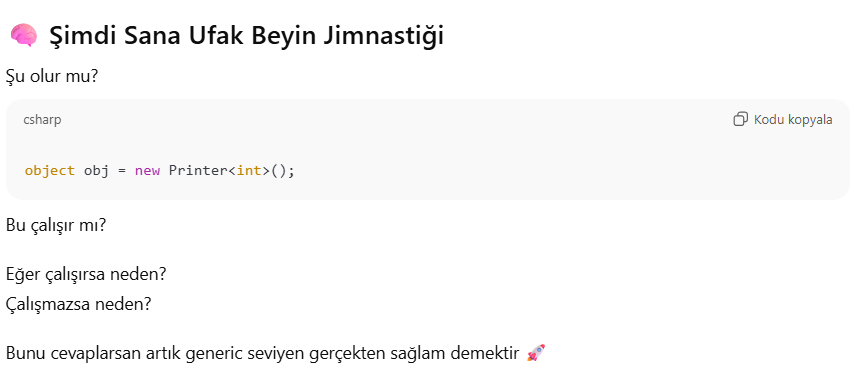 🧠 Şimdi Sana Ufak Beyin Jimnastiği
Şu olur mu?
csharp
Kodu kopyala
object obj = new Printer<int>();
Bu çalışır mı?
Eğer çalışırsa neden?
Çalışmazsa neden?
Bunu cevaplarsan artık generic seviyen gerçekten sağlam demektir 🚀